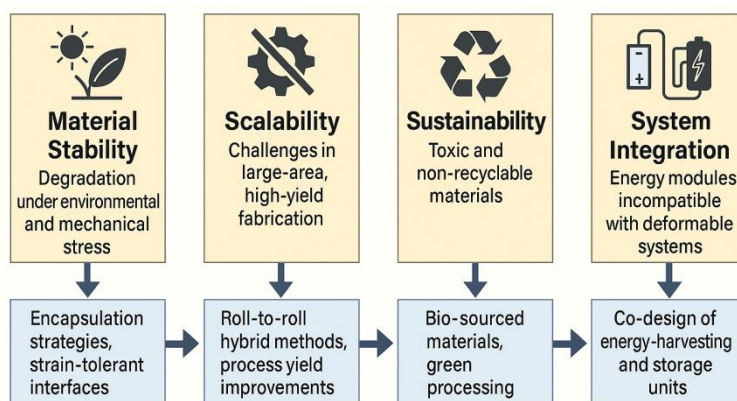 Material
Stability
Degradation
under environmental
and mechanical
stress
Scalability
Challenges in
large-area,
high-yield
fabrication
Sustainability
Toxic and
non-recyclable
materials
System
Integration
Energy modules
incompatible
with deformable
systems
Encapsulation
strategies,
strain-tolerant
interfaces
Roll-to-roll
hybrid methods,
process yield
improvements
Bio-sourced
materials,
green
processing
Co-design of
energy-harvesting
and storage
units